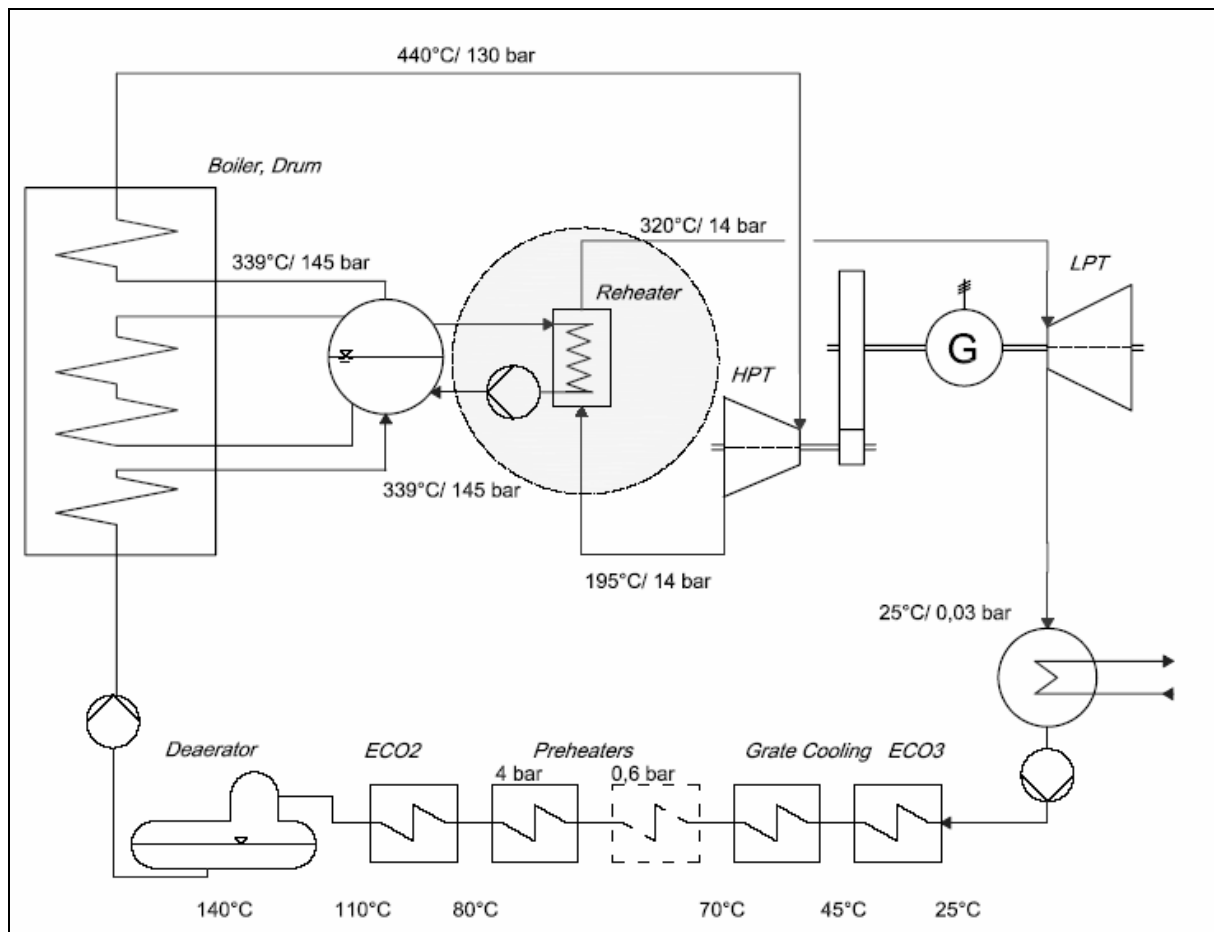 440°C/ 130 bar
Boiler, Drum
320°C/ 14 bar
339°C/ 145 bar
LPT
Reheater
G
HPT
339°C/ 145 bar
195°C/ 14 bar
25°C/ 0,03 bar
Deaerator ECO2 Preheaters Grate Cooling ECO3
4 bar 0,6 bar
140°C 110°C 80°C 70°C 45°C 25°C